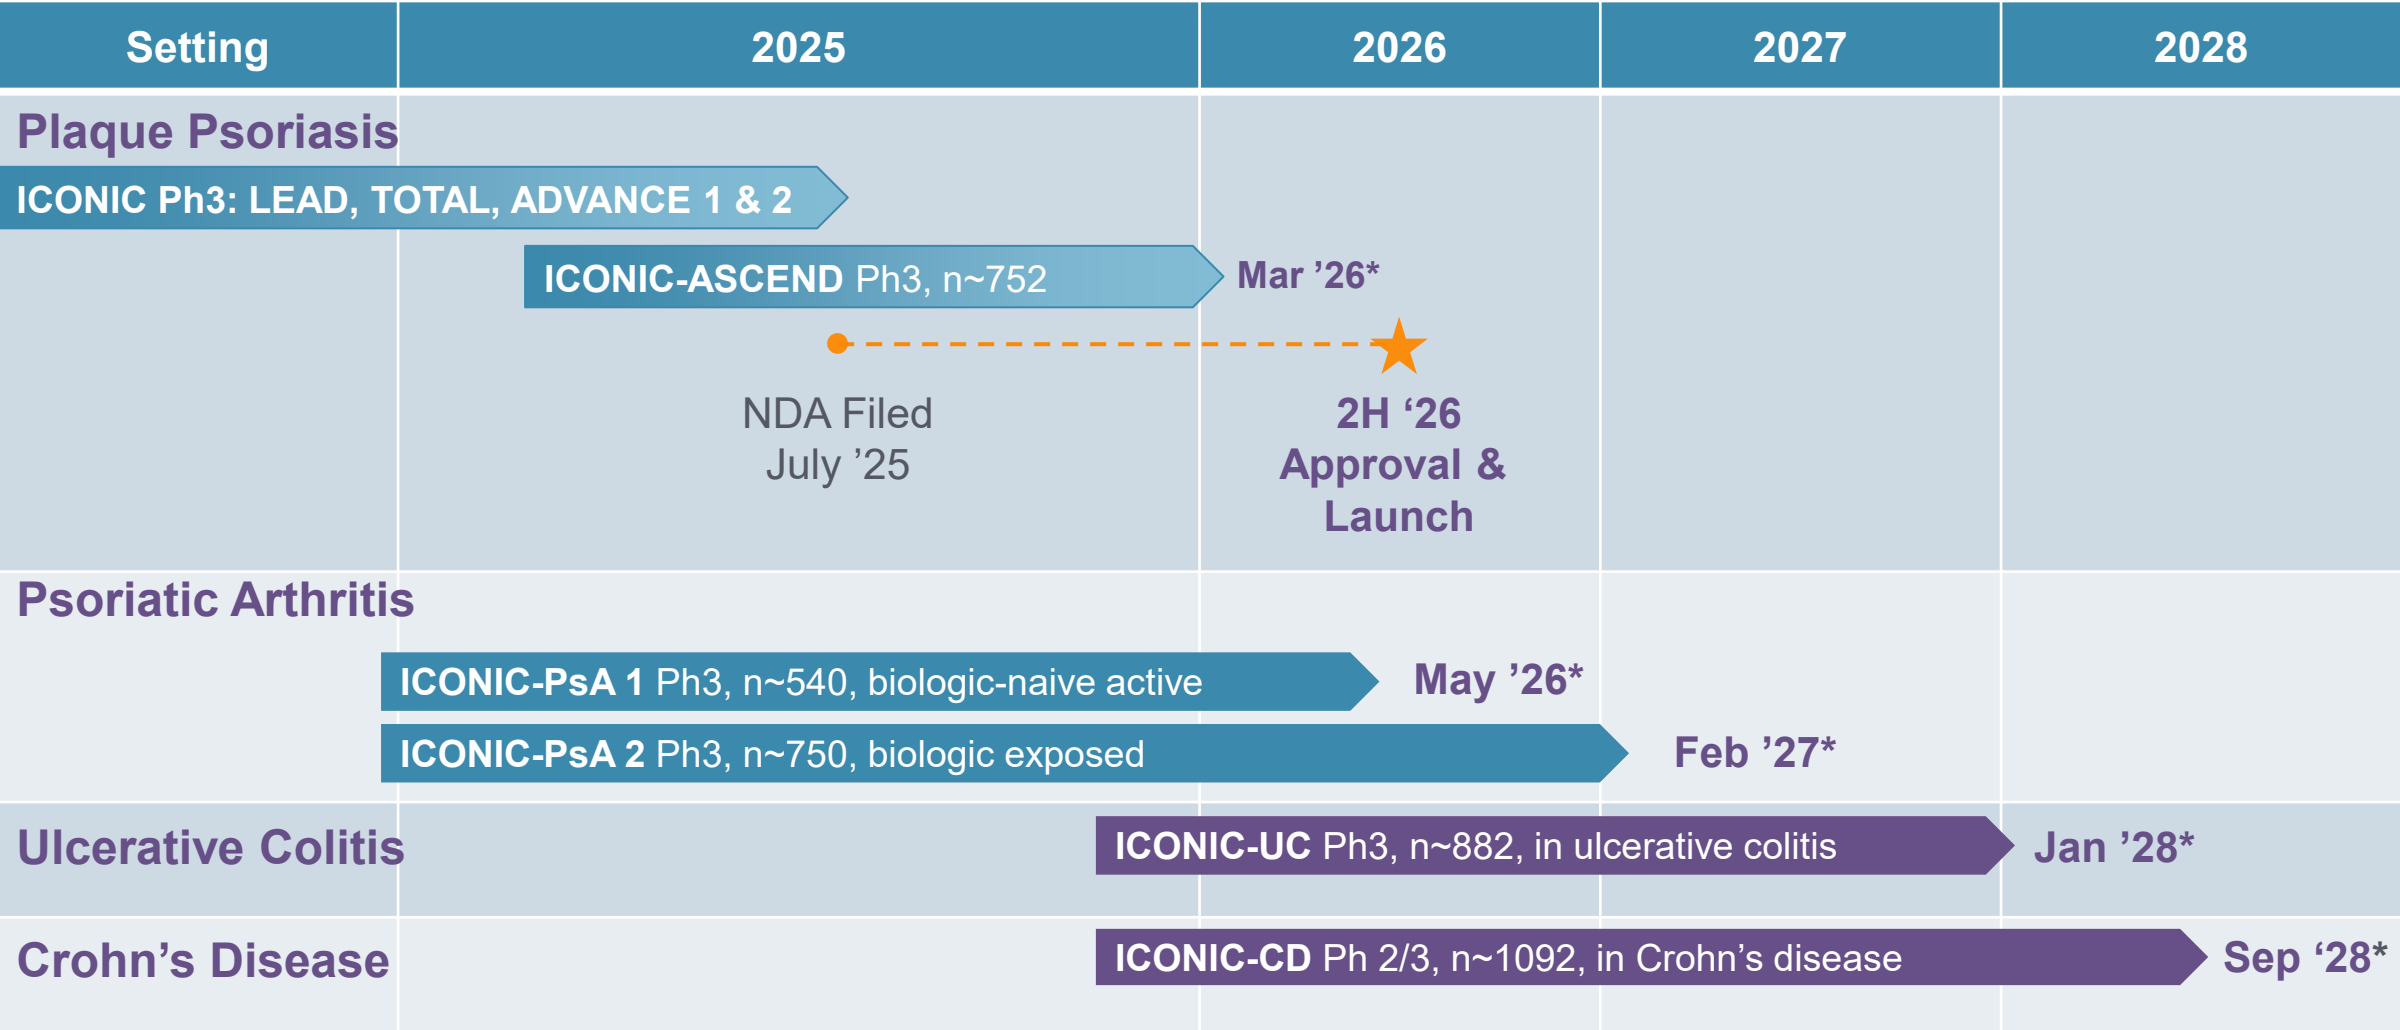 Setting 2025 2026 2027 2028
Plaque Psoriasis
ICONIC Ph3: LEAD, TOTAL, ADVANCE 1 & 2
ICONIC-ASCEND Ph3, n~752
Mar ’26*
NDA Filed
July ’25
2H ‘26
Approval &
Launch
Psoriatic Arthritis
ICONIC-PsA 1 Ph3, n~540, biologic-naive active
May ’26*
ICONIC-PsA 2 Ph3, n~750, biologic exposed
Feb ’27*
Ulcerative Colitis
ICONIC-UC Ph3, n~882, in ulcerative colitis
Jan ’28*
Crohn’s Disease
ICONIC-CD Ph 2/3, n~1092, in Crohn’s disease
Sep ‘28*